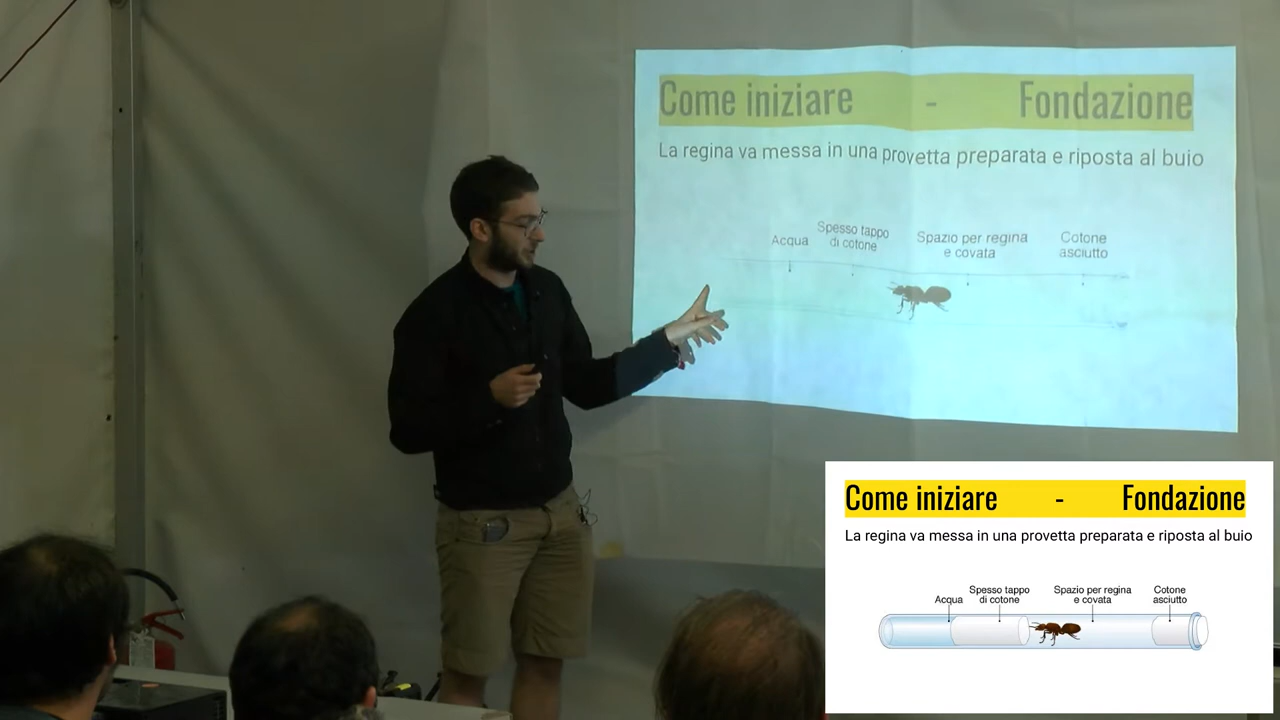 Come iniziare - Fondazione
La regina va messa in una provetta preparata e riposta al buio
Acqua
Spesso tappo
di cotone
Spazio per regina
e covata
Cotone
asciutto
Come iniziare - Fondazione
La regina va messa in una provetta preparata e riposta al buio
Acqua
Spesso tappo
di cotone
Spazio per regina
e covata
Cotone
asciutto